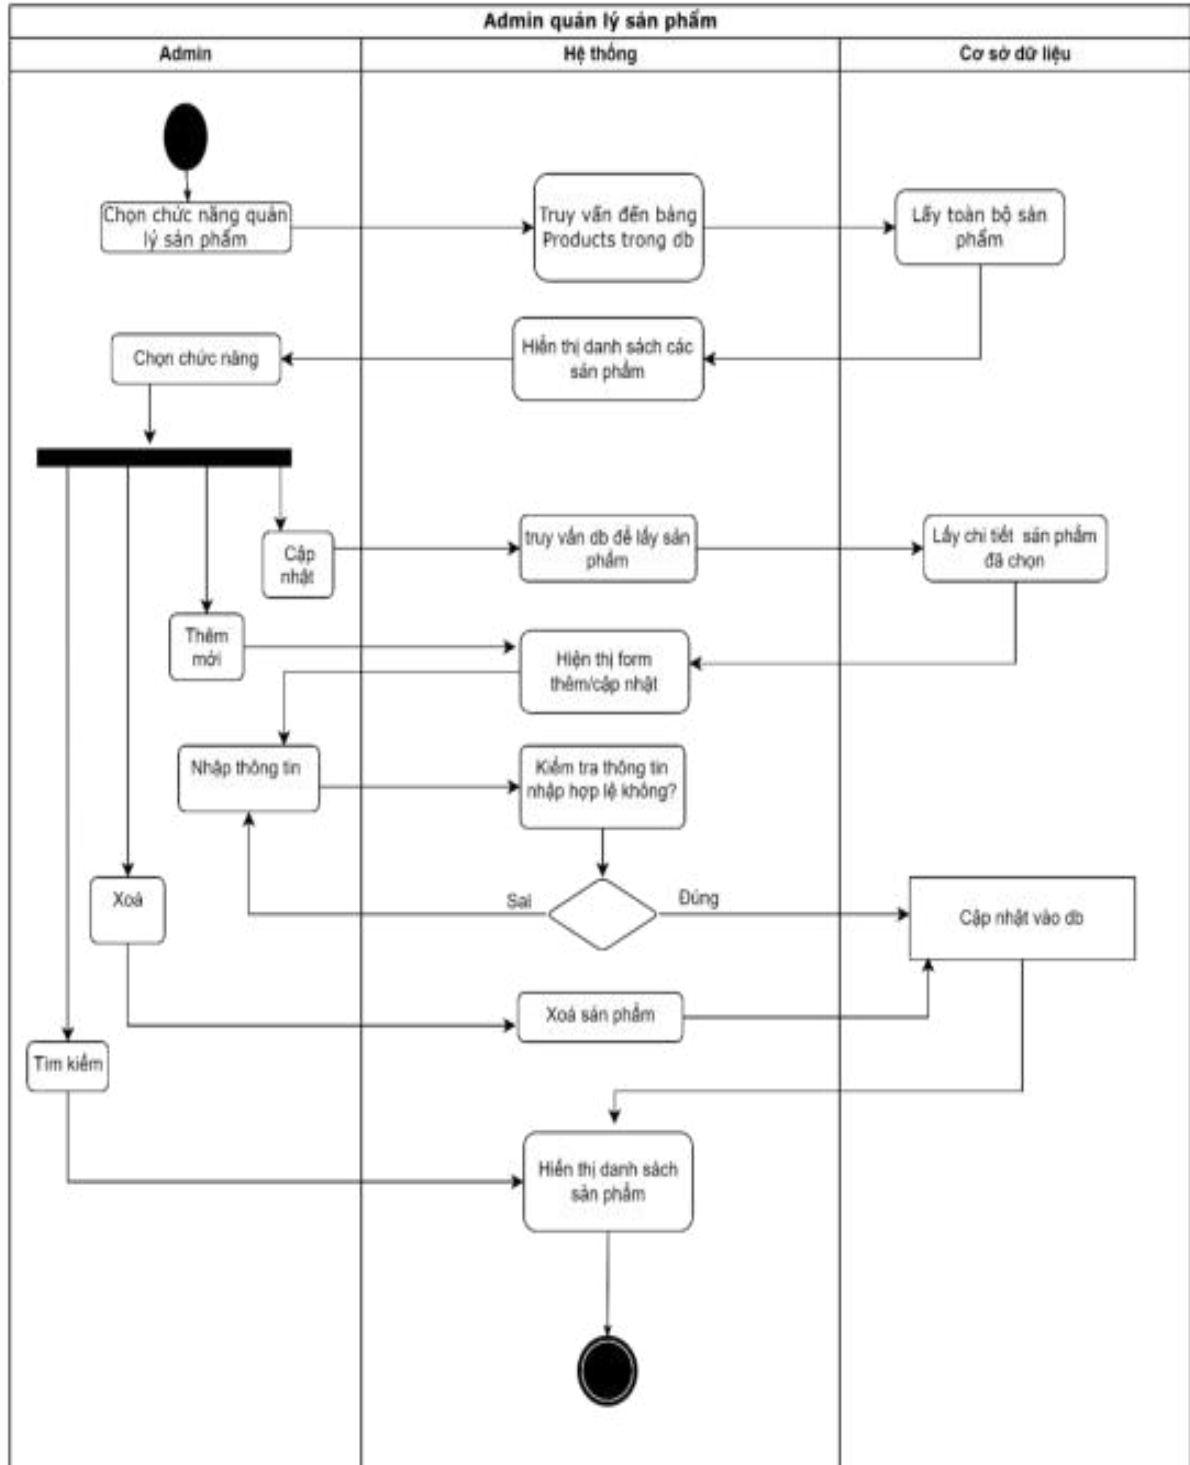 Admin quản lý sản phẩm
Admin
Hệ thống
Cơ sở dữ liệu
Chọn chức năng quản
lý sản phẩm
Truy vấn đến bảng
Products trong db
Lấy toàn bộ sản
phẩm
Chọn chức năng
Hiển thị danh sách các
sản phẩm
Cập
nhật
truy vấn db để lấy sản
phẩm
Lấy chi tiết sản phẩm
đã chọn
Thêm
mới
Hiện thị form
thêm/cập nhật
Nhập thông tin
Kiểm tra thông tin
nhập hợp lệ không?
Xoá
Sai
Đúng
Cập nhật vào db
Xoá sản phẩm
Tìm kiếm
Hiển thị danh sách
sản phẩm